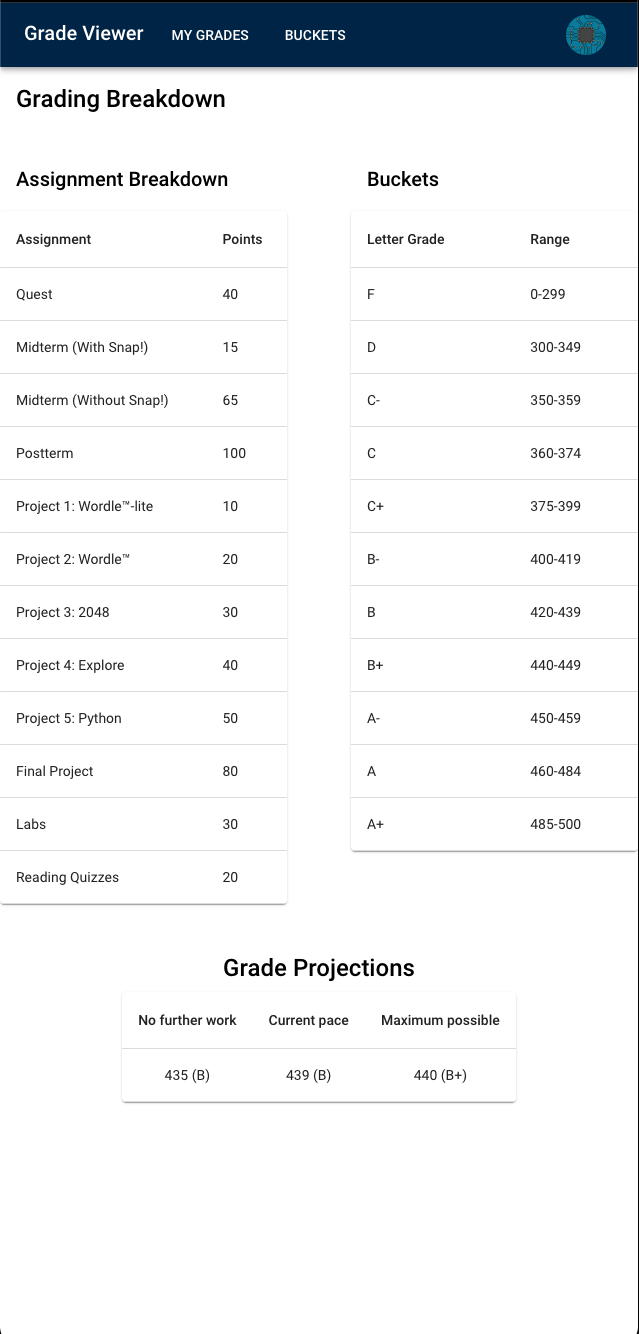 Grade Viewer MY GRADES BUCKETS
Grading Breakdown
Assignment Breakdown
Assignment Points
Quest 40
Midterm (With Snap!) 15
Midterm (Without Snap!) 65
Postterm 100
Project 1: Wordle™-lite 10
Project 2: Wordle™ 20
Project 3: 2048 30
Project 4: Explore 40
Project 5: Python 50
Final Project 80
Labs 30
Reading Quizzes 20
Buckets
Letter Grade Range
F 0-299
D 300-349
C- 350-359
C 360-374
C+ 375-399
B- 400-419
B 420-439
B+ 440-449
A- 450-459
A 460-484
A+ 485-500
Grade Projections
No further work Current pace Maximum possible
435 (B) 439 (B) 440 (B+)